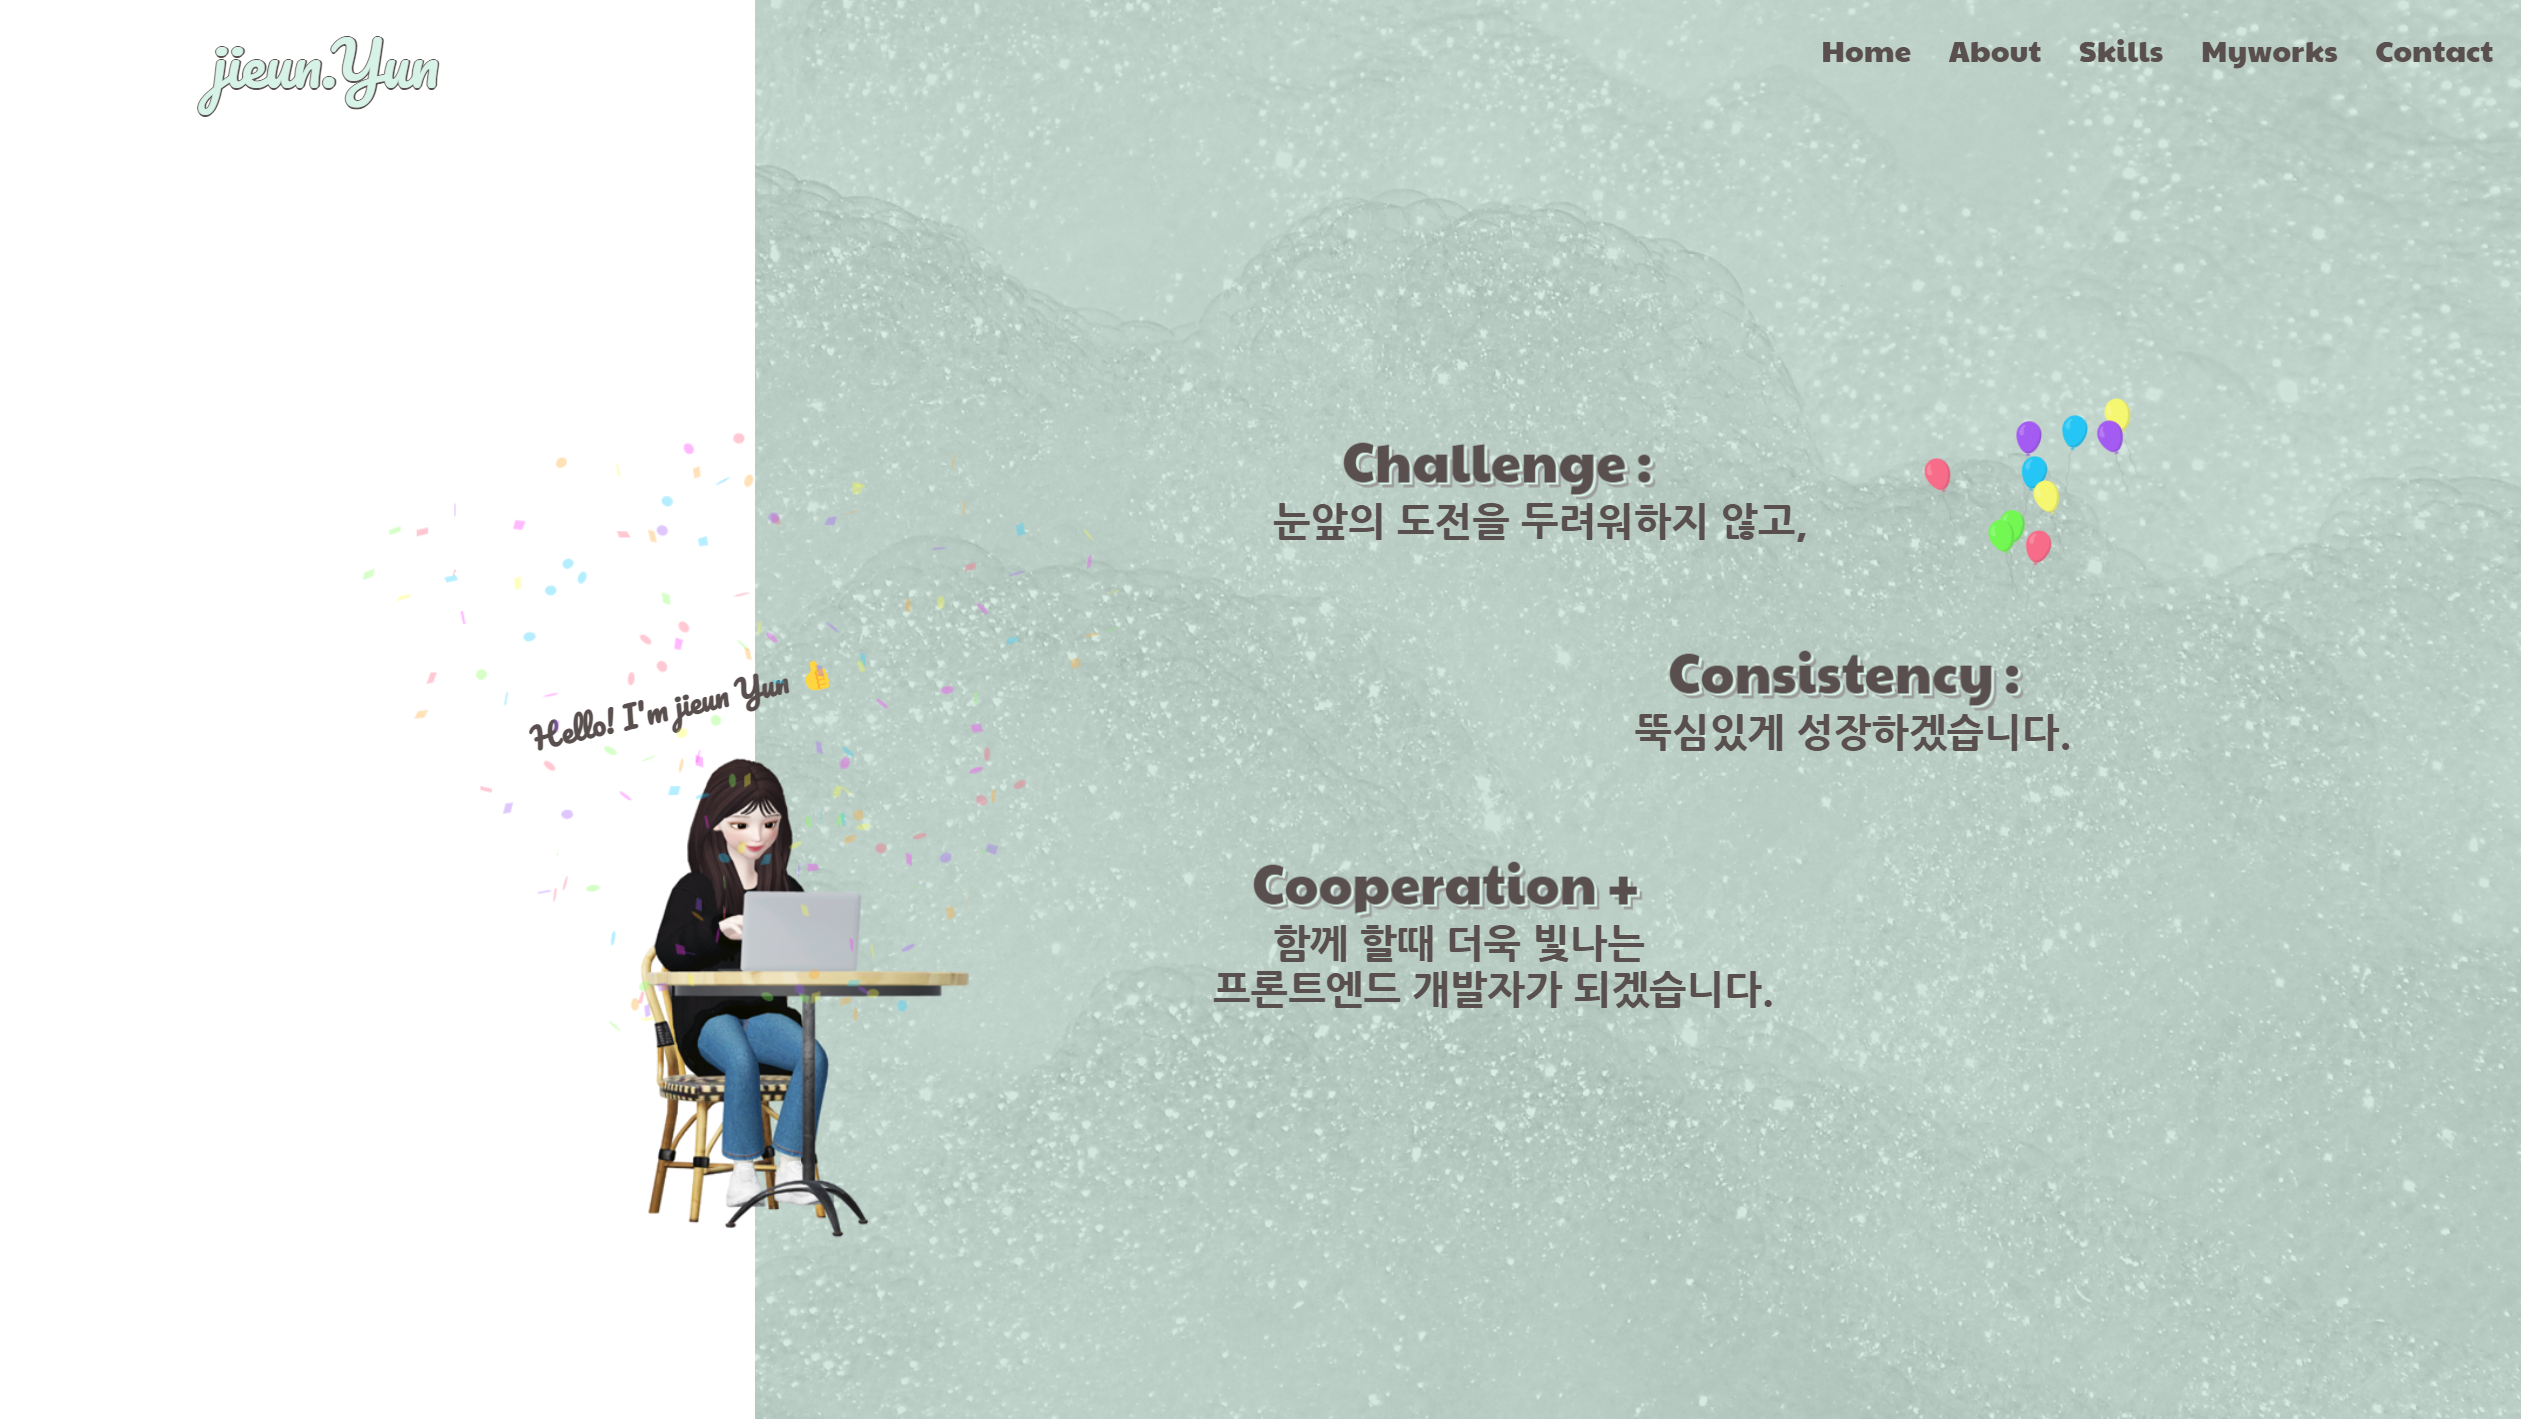 jieun.Yun
Home About Skills Myworks Contact
Challenge :
눈앞의 도전을 두려워하지 않고,
Consistency :
뚝심있게 성장하겠습니다.
Hello! I'm jieun Yun 👍
Cooperation +
함께 할때 더욱 빛나는
프론트엔드 개발자가 되겠습니다.